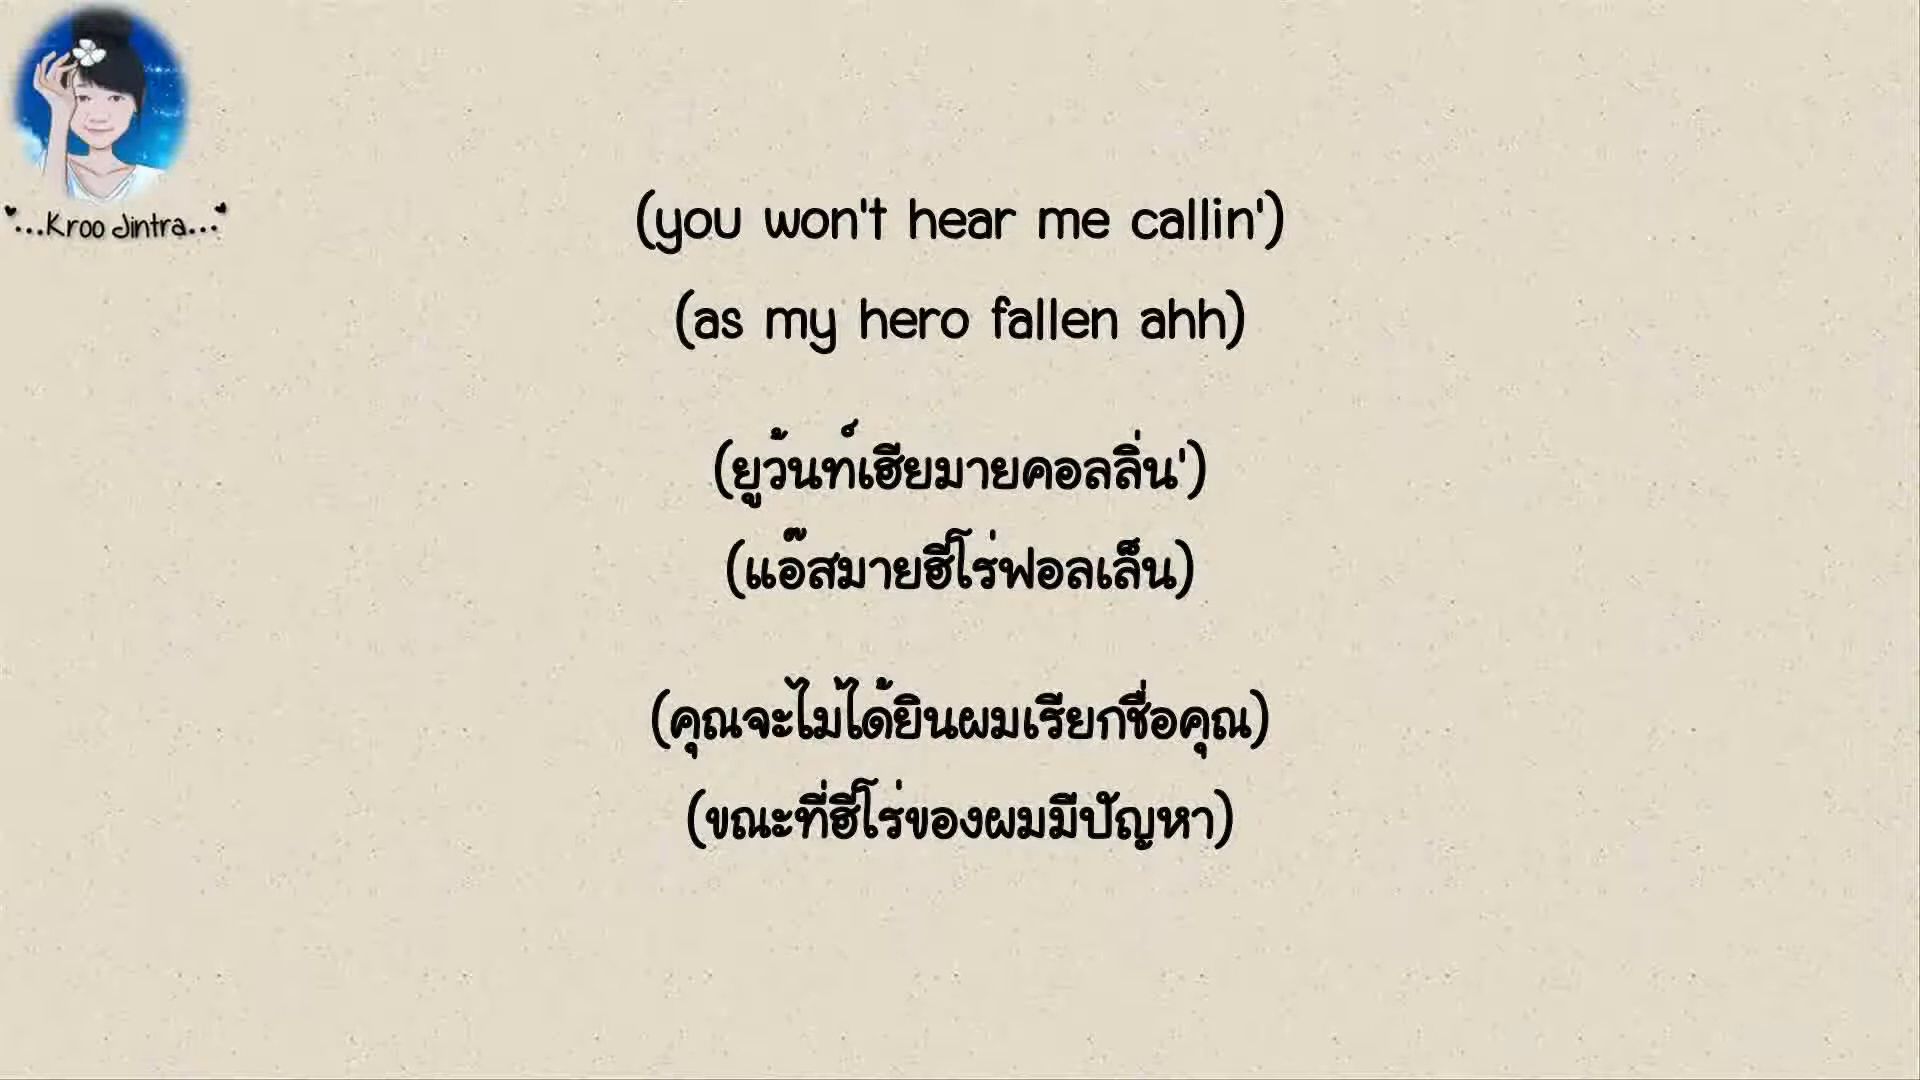 ...Kroo Jintra...
(you won't hear me callin')
(as my hero fallen ahh)
(ยูว้นท์เฮียมายคอลลิ่น')
(แอ๊สมายฮีโร่ฟอลเล็น)
(คุณจะไม่ได้ยินผมเรียกชื่อคุณ)
(ขณะที่ฮีโร่ของผมมีปัญหา)